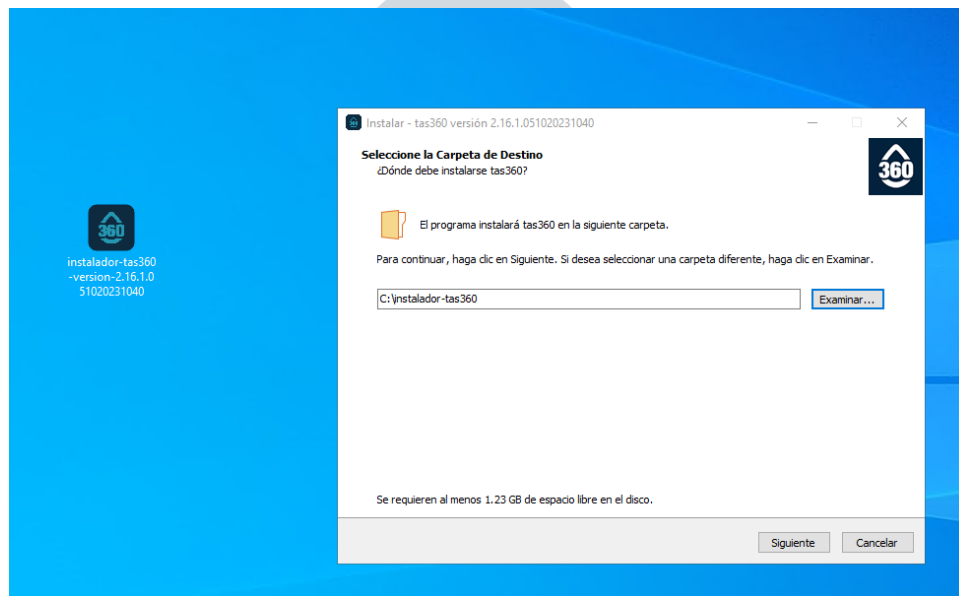 Instalar - tas360 versión 2.16.1.051020231040
Seleccione la Carpeta de Destino
¿Dónde debe instalarse tas360?
360
El programa instalará tas360 en la siguiente carpeta.
Para continuar, haga clic en Siguiente. Si desea seleccionar una carpeta diferente, haga clic en Examinar.
C:\instalador-tas360
Examinar...
360
instalador-tas360
-version-2.16.1.0
51020231040
Se requieren al menos 1.23 GB de espacio libre en el disco.
Siguiente
Cancelar